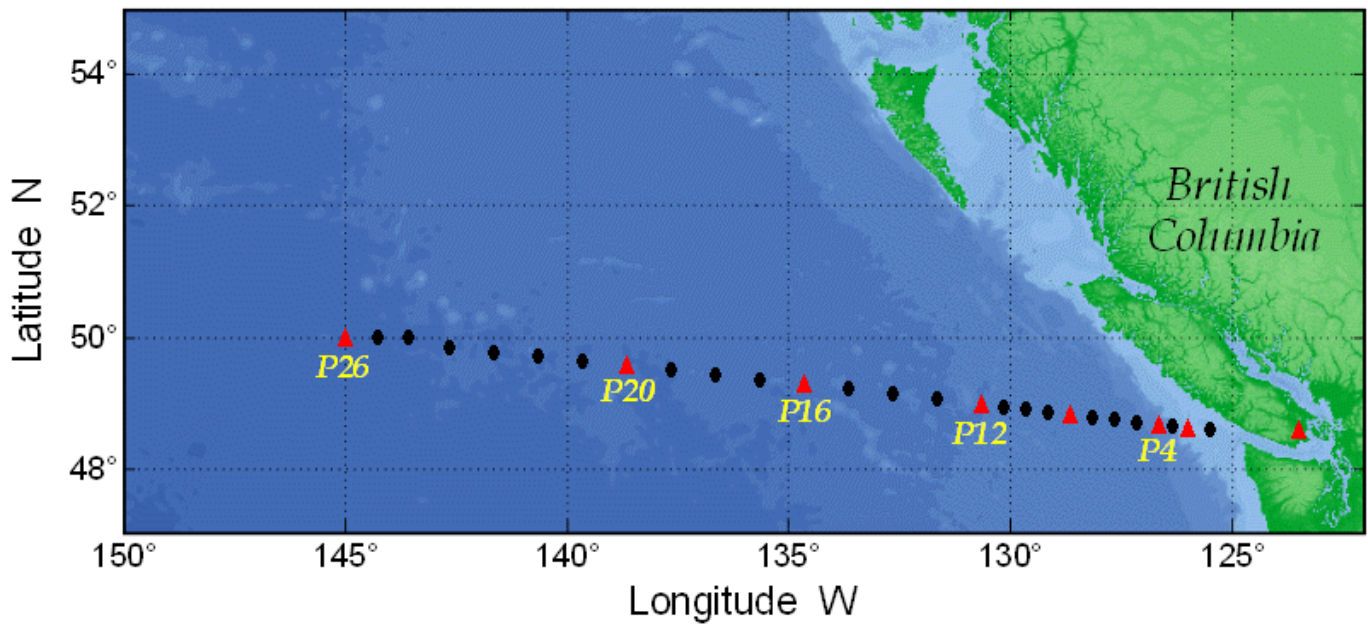 54°
52°
50°
48°
Latitude N
British
Columbia
P26
P20
P16
P12
P4
150°
145°
140°
135°
130°
125°
Longitude W